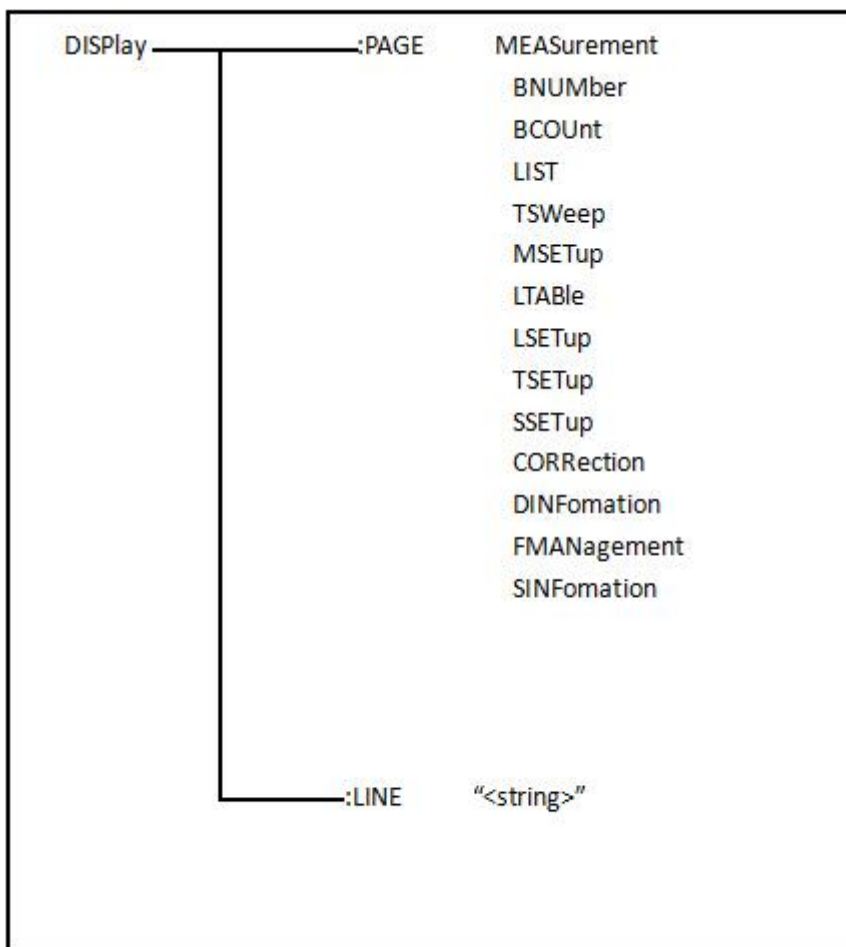 DISPlay :PAGE MEASurement
BNUMber
BCOUnt
LIST
TSWeep
MSETup
LTABle
LSETup
TSETup
SSETup
CORRection
DINFomation
FMANagement
SINFomation
:LINE “<string>”